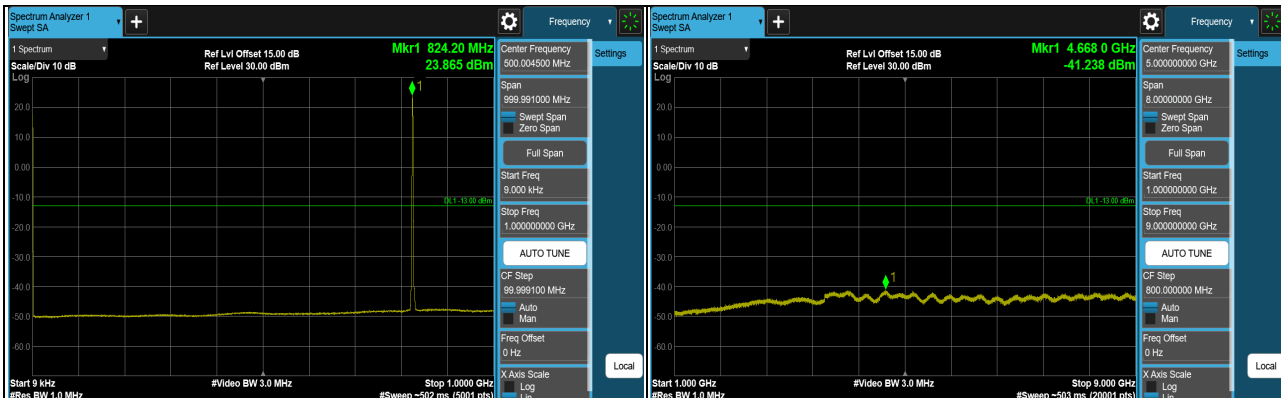 Spectrum Analyzer 1
Swept SA
Frequency
1 Spectrum
Scale/Div 10 dB
Ref Lvl Offset 15.00 dB
Ref Level 30.00 dBm
Mkr1 824.20 MHz
23.865 dBm
Log
20.0
10.0
0.00
-10.0
-20.0
-30.0
-40.0
-50.0
-60.0
1
DL1 -13.00 dBm
Start 9 kHz
#Res BW 1.0 MHz
#Video BW 3.0 MHz
Stop 1.0000 GHz
#Sweep ~502 ms (5001 pts)
Center Frequency
500.004500 MHz
Span
999.991000 MHz
Swept Span
Zero Span
Full Span
Start Freq
9.000 kHz
Stop Freq
1.000000000 GHz
AUTO TUNE
CF Step
99.999100 MHz
Auto
Man
Freq Offset
0 Hz
X Axis Scale
Log
Lin
Settings
Local
Spectrum Analyzer 1
Swept SA
Frequency
1 Spectrum
Scale/Div 10 dB
Ref Lvl Offset 15.00 dB
Ref Level 30.00 dBm
Mkr1 4.668 0 GHz
-41.238 dBm
Log
20.0
10.0
0.00
-10.0
-20.0
-30.0
-40.0
-50.0
-60.0
1
DL1 -13.00 dBm
Start 1.000 GHz
#Res BW 1.0 MHz
#Video BW 3.0 MHz
Stop 9.000 GHz
#Sweep ~503 ms (20001 pts)
Center Frequency
5.00000000 GHz
Span
8.00000000 GHz
Swept Span
Zero Span
Full Span
Start Freq
1.000000000 GHz
Stop Freq
9.000000000 GHz
AUTO TUNE
CF Step
800.000000 MHz
Auto
Man
Freq Offset
0 Hz
X Axis Scale
Log
Lin
Settings
Local